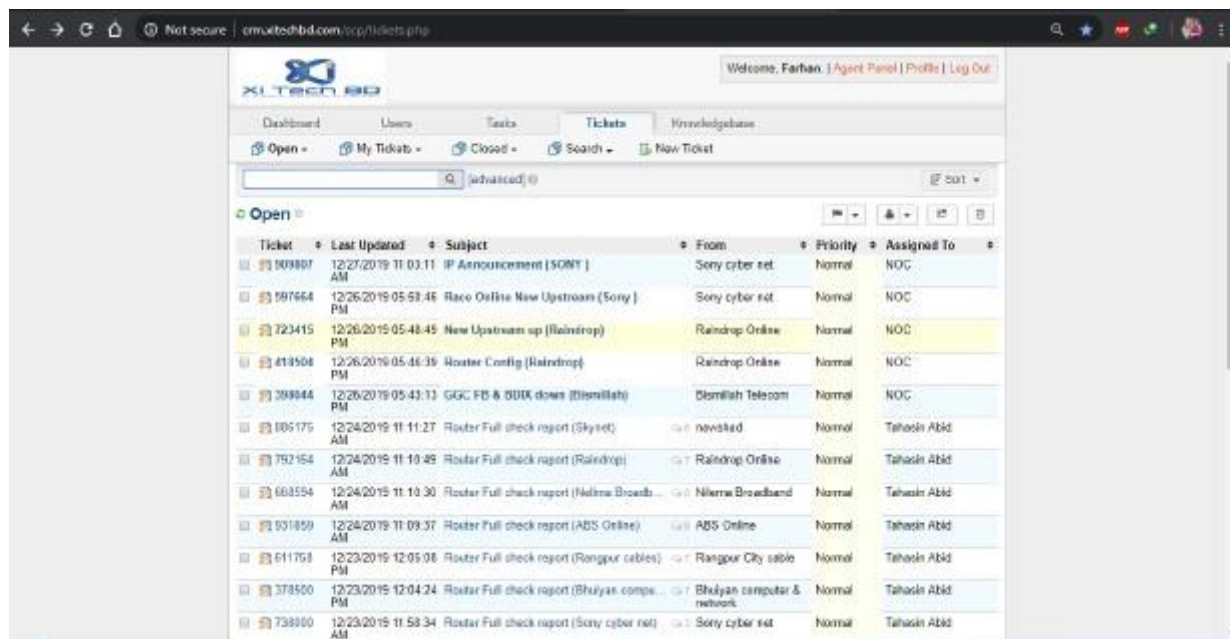 Not secure crm.xitechbd.com/scp/tickets.php
XI Tech BD
Welcome, Farhan. | Agent Panel | Profile | Log Out
Dashboard Users Tasks Tickets Knowledgebase
Open My Tickets Closed Search New Ticket
[advanced] Sort
Open
Ticket Last Updated Subject From Priority Assigned To
909807 12/27/2019 11:03:11 IP Announcement (SONY ) Sony cyber net Normal NOC
AM
597664 12/26/2019 05:58:46 Race Online New Upstream (Sony ) Sony cyber net Normal NOC
PM
723415 12/26/2019 05:48:49 New Upstream up (Raindrop) Raindrop Online Normal NOC
PM
418504 12/26/2019 05:46:39 Router Config (Raindrop) Raindrop Online Normal NOC
PM
12/26/2019 05:43:13 GGC FB & BDIX down (Bismillah) Bismillah Telecom Normal NOC
PM
886175 12/24/2019 11:11:27 Router Full check report (Skynet) Normal Tahasin Abid
AM
792164 12/24/2019 11:10:49 Router Full check report (Raindrop) Raindrop Online Normal Tahasin Abid
AM
668594 12/24/2019 11:10:30 Router Full check report Broadb... Broadband Normal Tahasin Abid
AM
931859 12/24/2019 11:09:37 Router Full check report (ABS Online) ABS Online Normal Tahasin Abid
AM
611758 12/23/2019 12:05:08 Router Full check report (Rangpur cables) Rangpur City cable Normal Tahasin Abid
PM
378500 12/23/2019 12:04:24 Router Full check report (Bhuiyan compu... Bhuiyan computer & Normal Tahasin Abid
PM network
738000 12/23/2019 11:58:34 Router Full check report (Sony cyber net) Sony cyber net Normal Tahasin Abid
AM